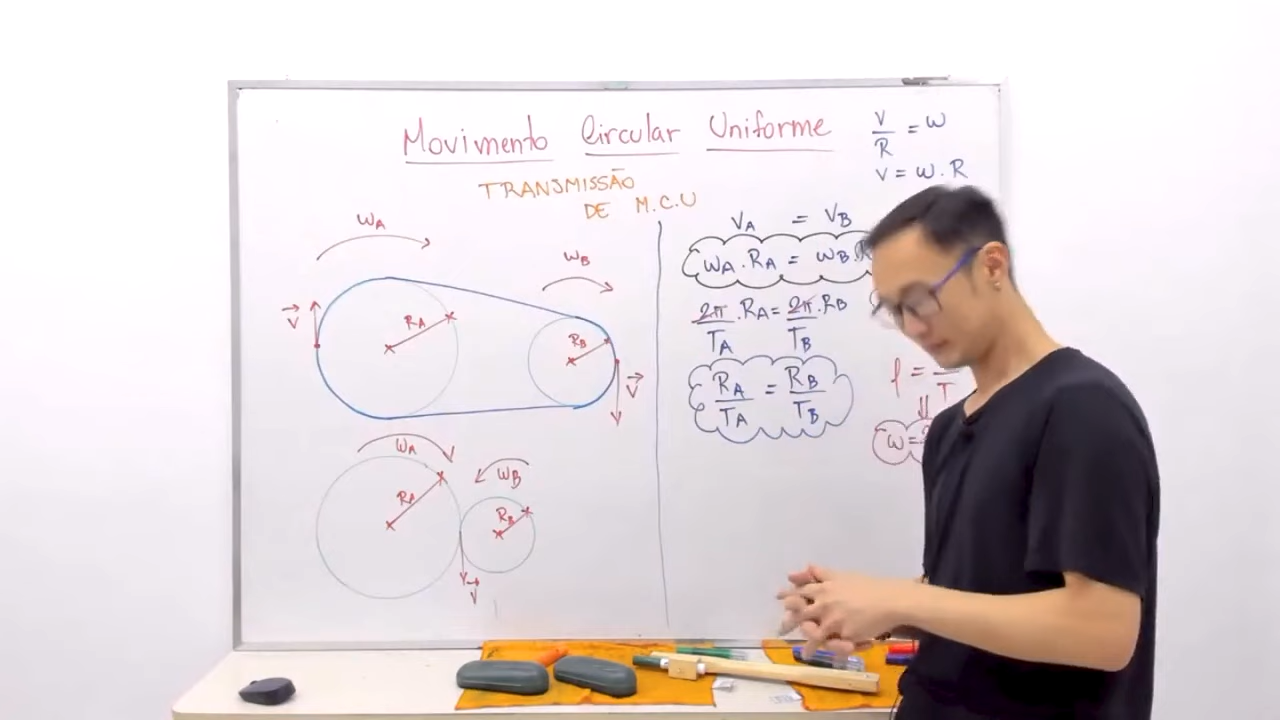 Movimento Circular Uniforme
TRANSMISSÃO
DE M.C.U
V/R = ω
V = ω . R
ωA
ωB
V⃗
RA
RB
V⃗
ωA
ωB
RA
RB
V⃗
VA = VB
ωA . RA = ωB .
2π/TA . RA = 2π/TB . RB
RA/TA = RB/TB
ω =